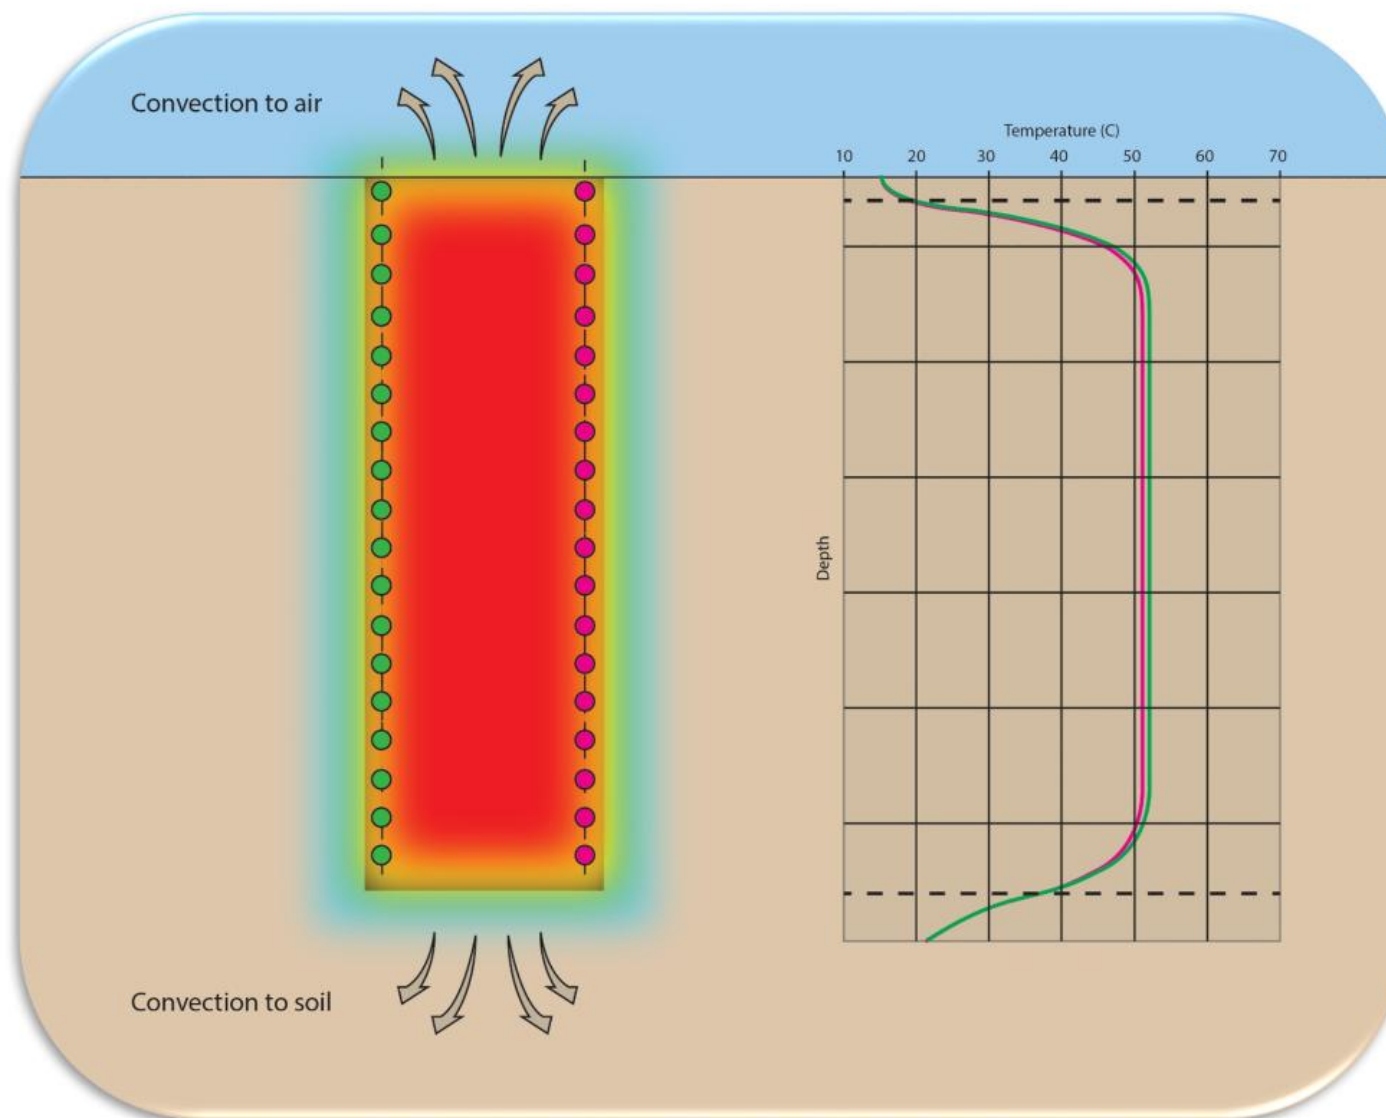 Convection to air
Temperature (C)
10 20 30 40 50 60 70
Depth
Convection to soil